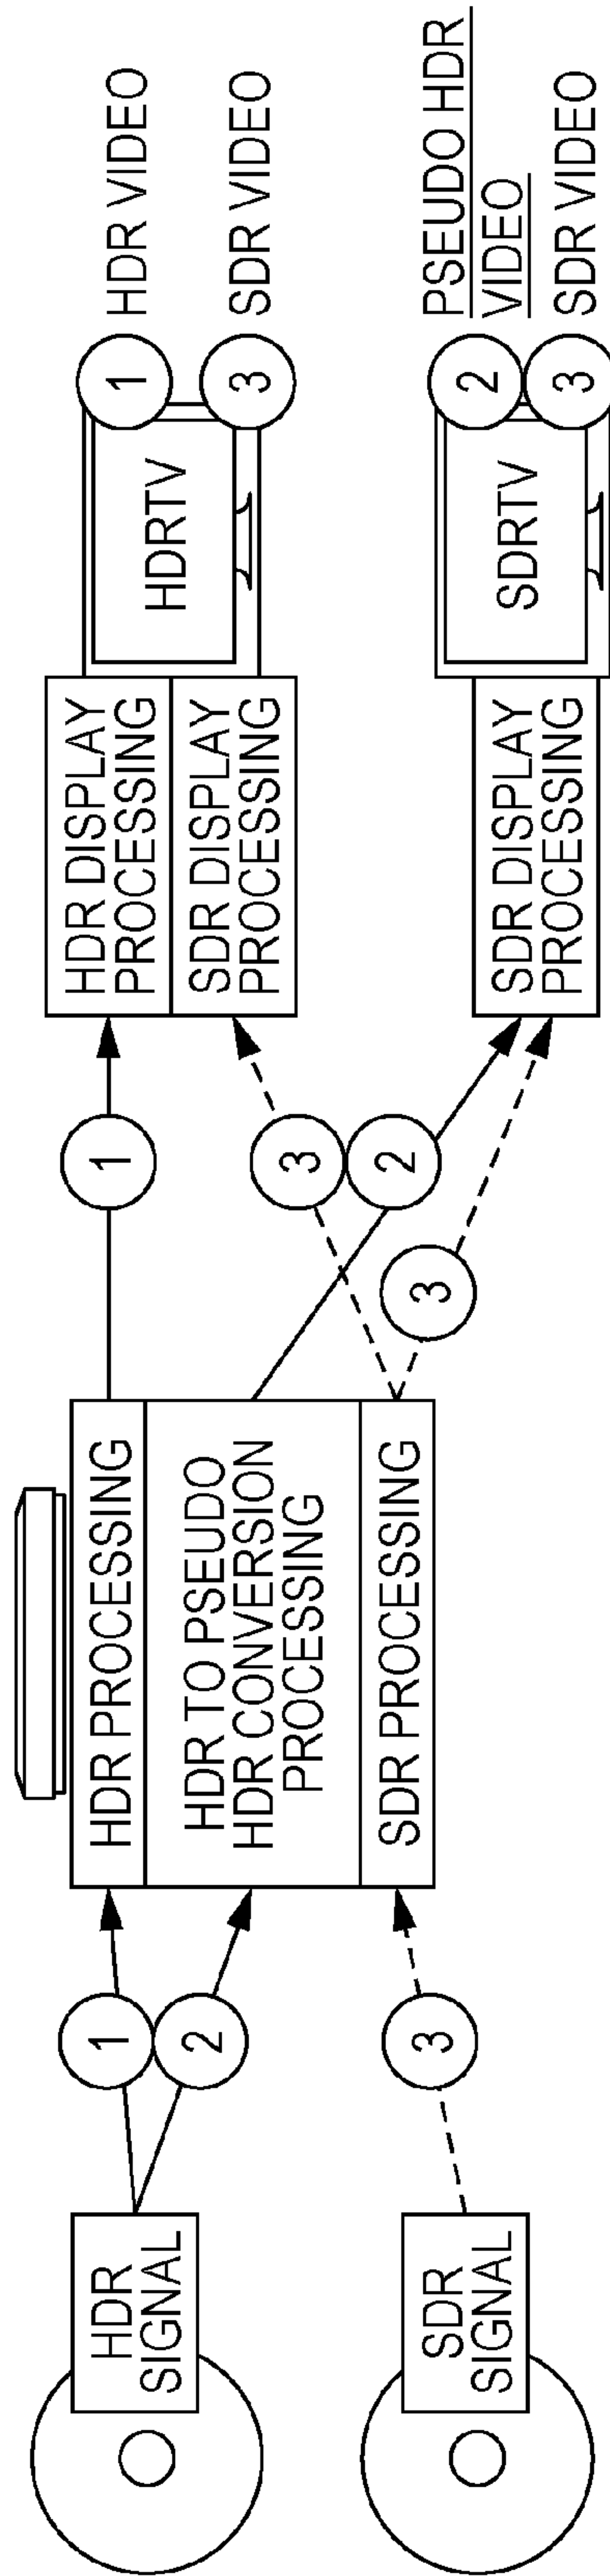 HDR
SIGNAL
SDR
SIGNAL
1
2
3
HDR PROCESSING
HDR TO PSEUDO
HDR CONVERSION
PROCESSING
SDR PROCESSING
1
3
2
3
HDR DISPLAY
PROCESSING
SDR DISPLAY
PROCESSING
SDR DISPLAY
PROCESSING
HDRTV
1
3
HDR VIDEO
SDR VIDEO
SDRTV
2
3
PSEUDO HDR
VIDEO
SDR VIDEO